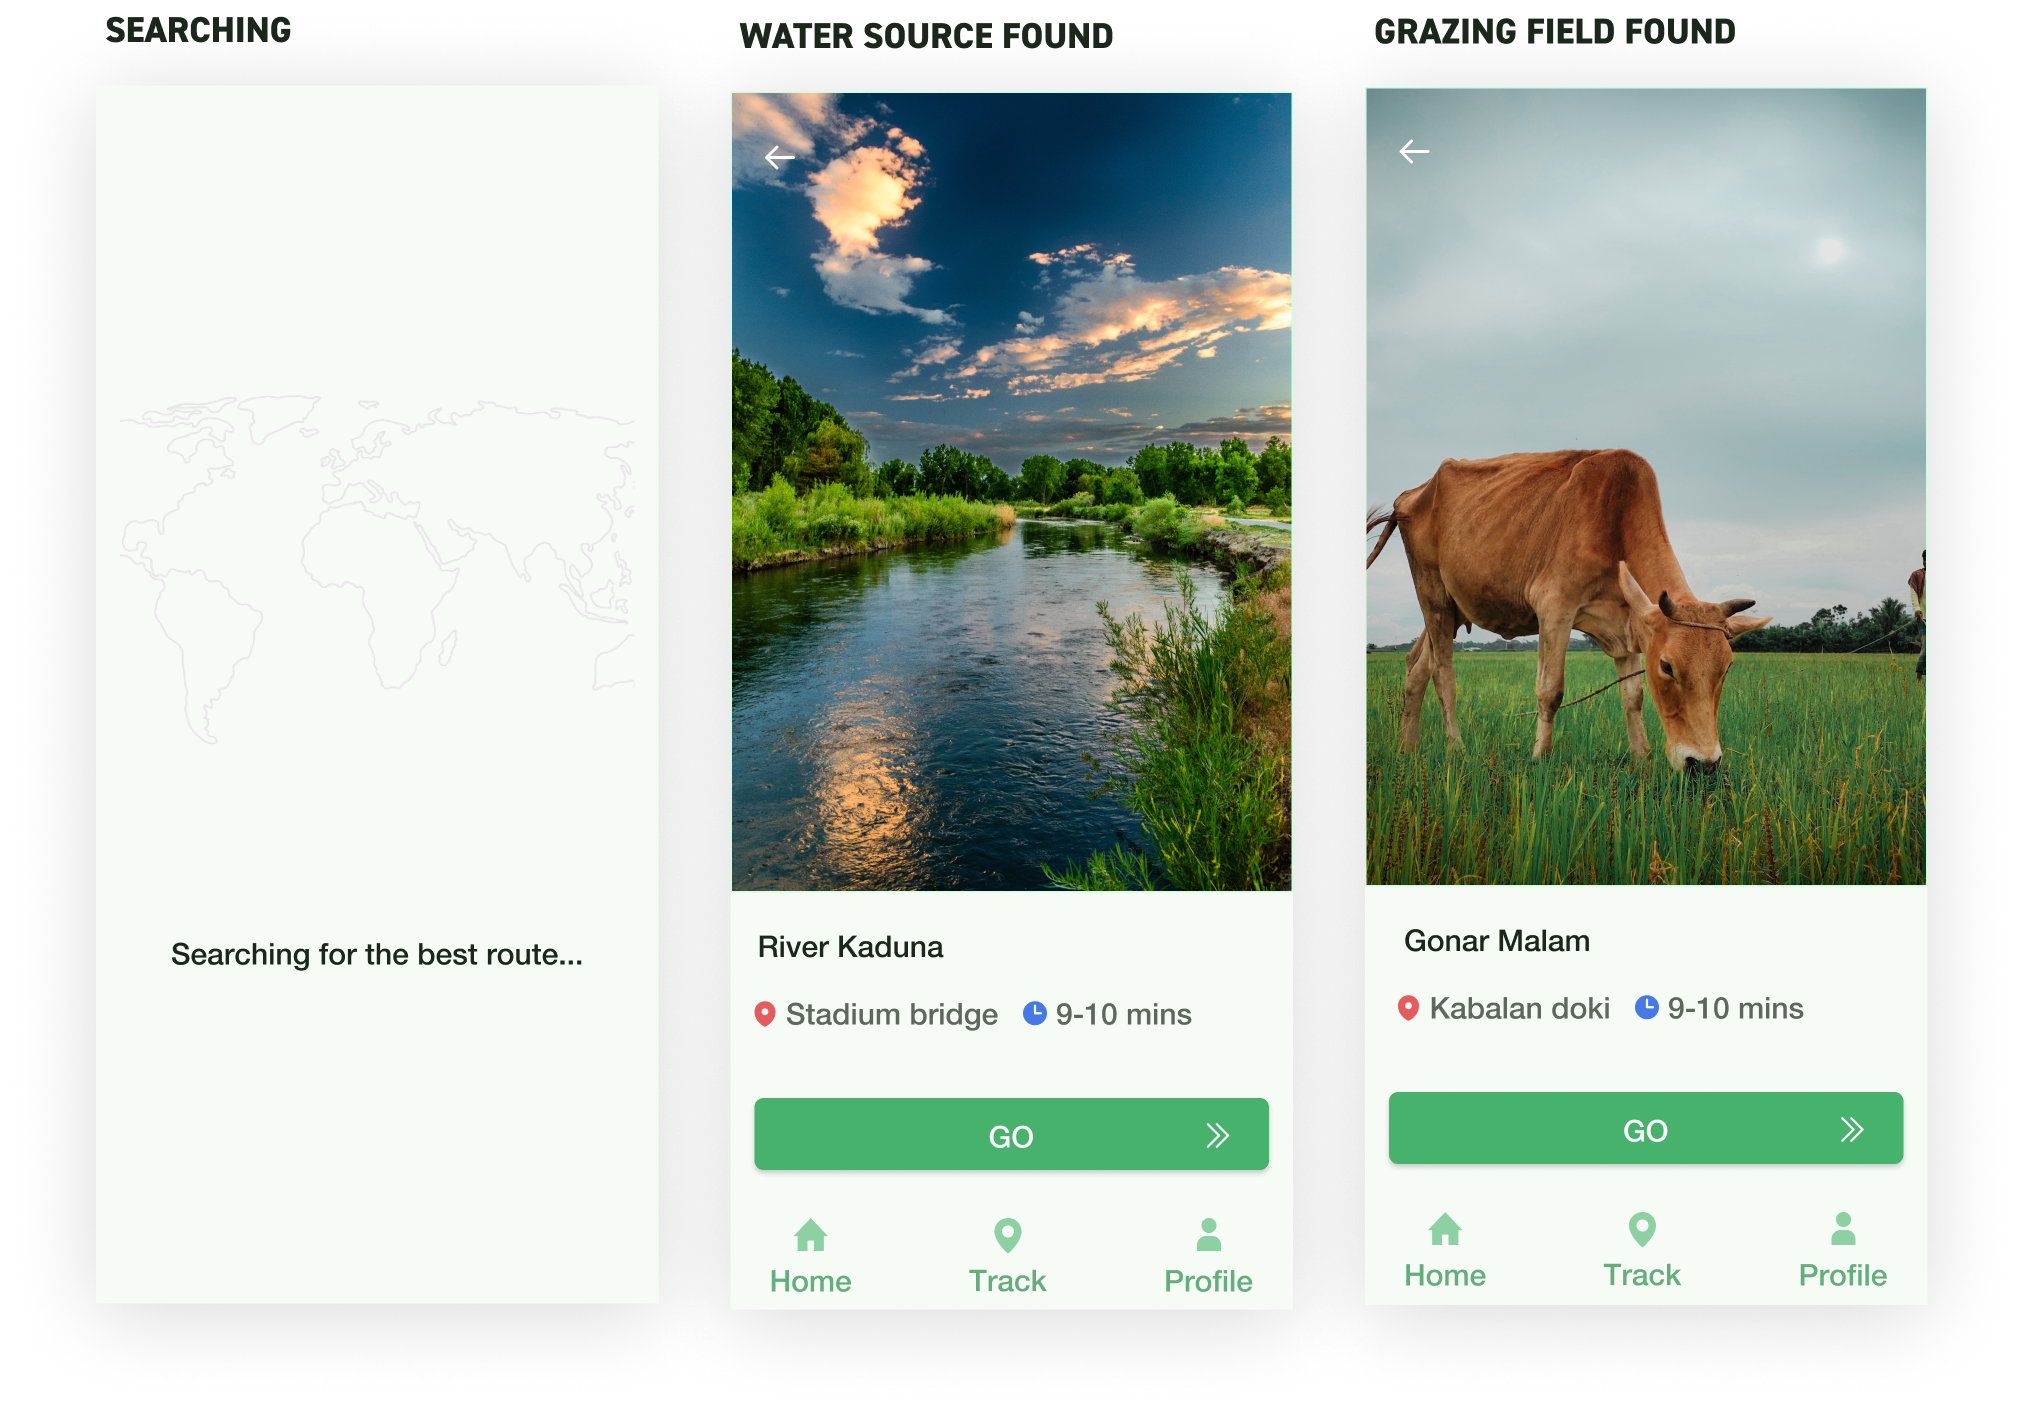 SEARCHING
Searching for the best route...
WATER SOURCE FOUND
River Kaduna
Stadium bridge 9-10 mins
GO
Home Track Profile
GRAZING FIELD FOUND
Gonar Malam
Kabalan doki 9-10 mins
GO
Home Track Profile